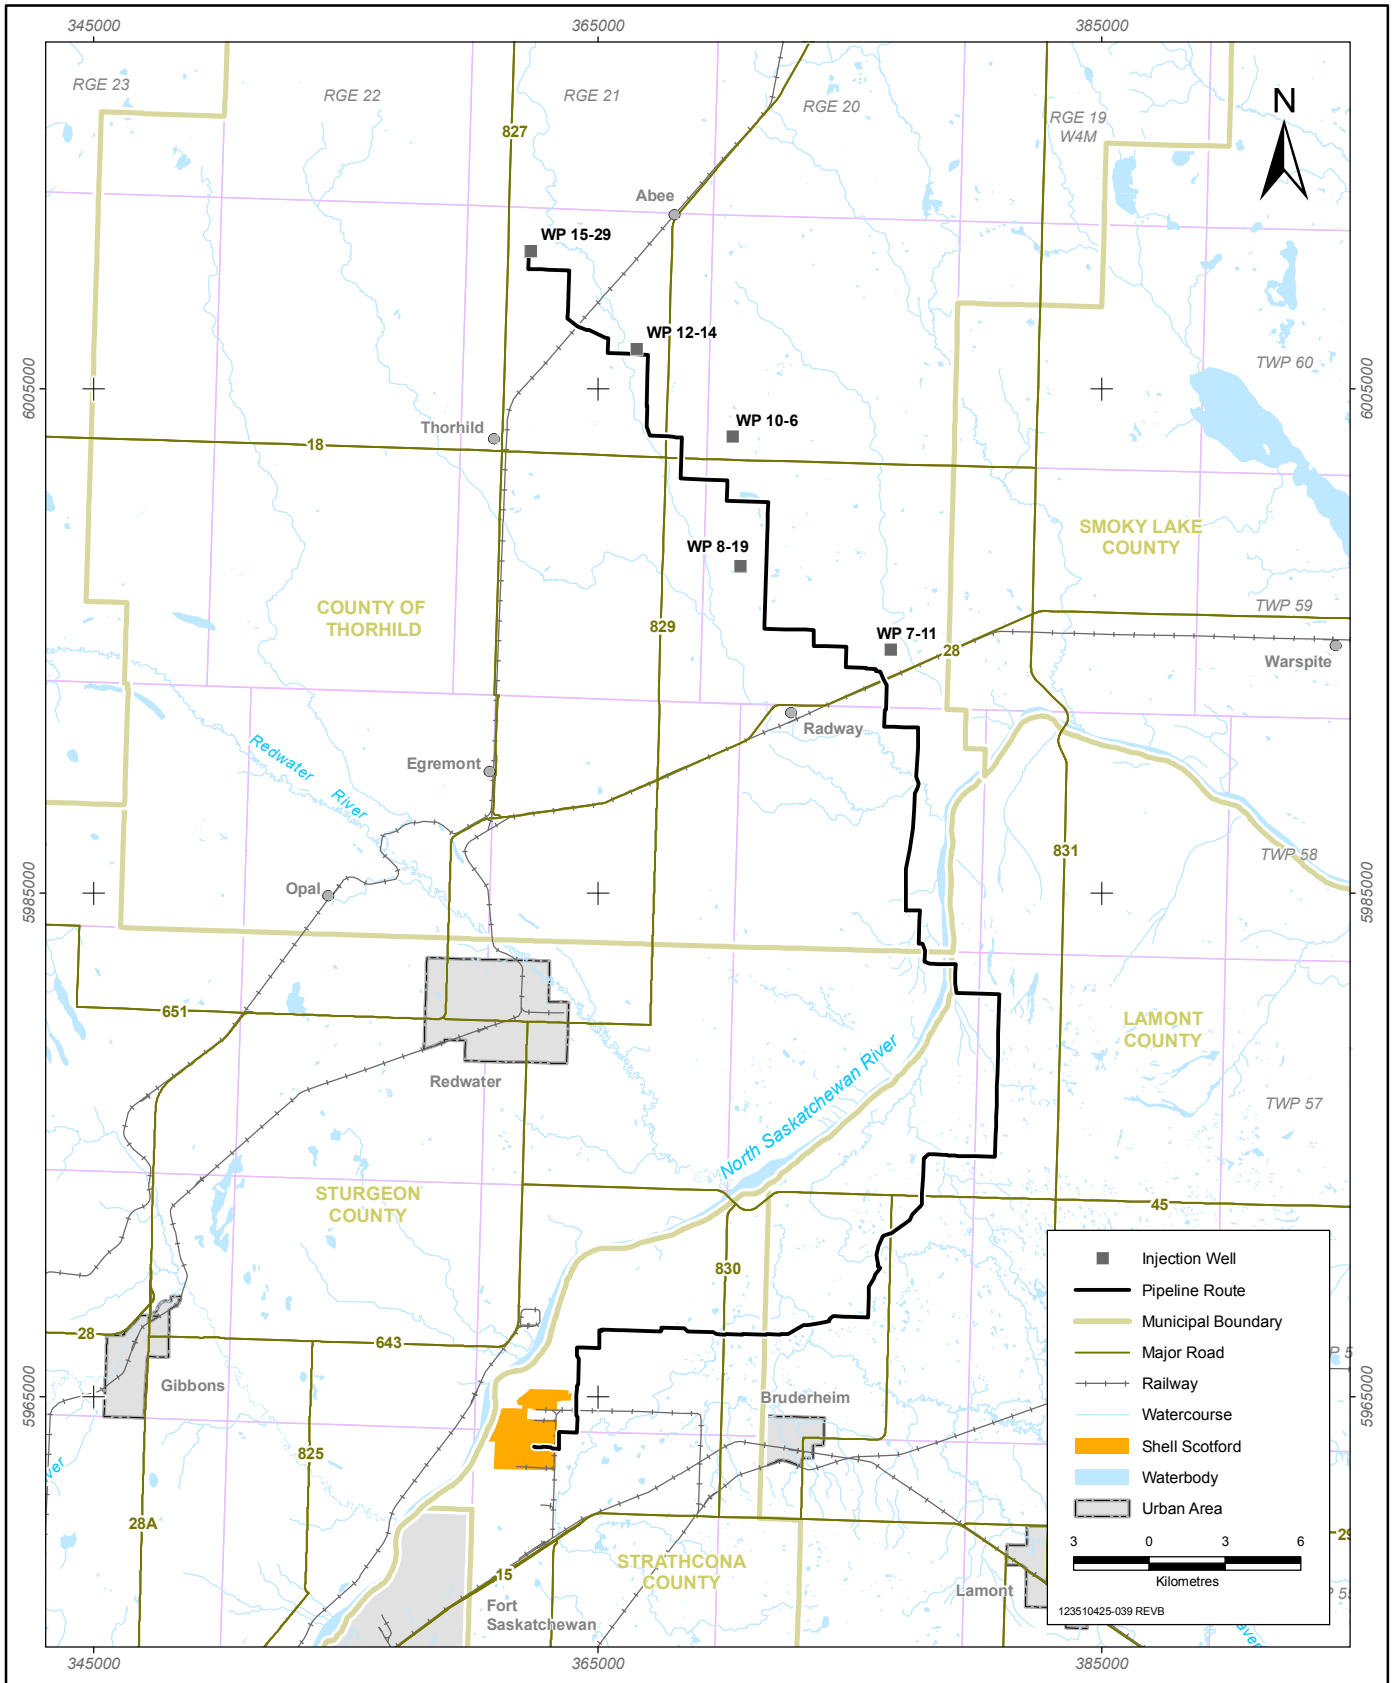 345000
365000
385000
RGE 23
RGE 22
RGE 21
RGE 20
RGE 19
W4M
N
827
Abee
WP 15-29
WP 12-14
TWP 60
6005000
6005000
WP 10-6
Thorhild
18
SMOKY LAKE
COUNTY
WP 8-19
COUNTY OF
THORHILD
TWP 59
829
WP 7-11
28
Warspite
Radway
Redwater
River
Egremont
831
TWP 58
Opal
5985000
5985000
651
LAMONT
COUNTY
North Saskatchewan River
Redwater
TWP 57
STURGEON
COUNTY
45
830
28
643
Gibbons
Bruderheim
5965000
5965000
825
28A
15
STRATHCONA
COUNTY
Fort
Saskatchewan
Lamont
Injection Well
Pipeline Route
Municipal Boundary
Major Road
Railway
Watercourse
Shell Scotford
Waterbody
Urban Area
29
3
0
3
6
Kilometres
123510425-039 REVB
345000
365000
385000